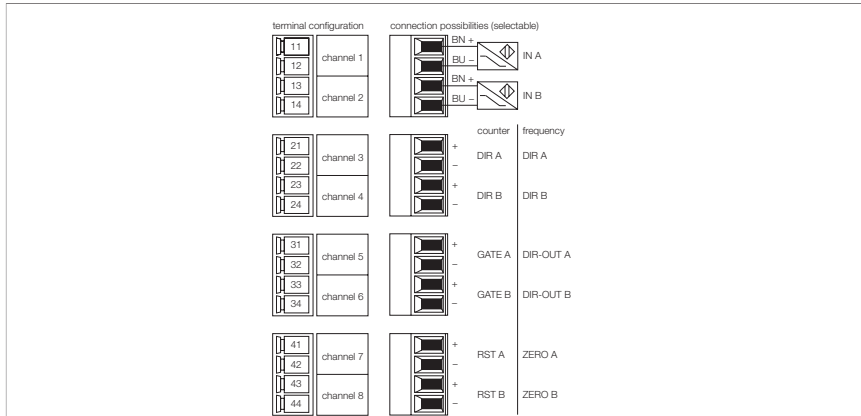 terminal configuration
connection possibilities (selectable)
11
12
13
14
channel 1
channel 2
BN +
BU –
BN +
BU –
IN A
IN B
counter
frequency
21
22
23
24
channel 3
channel 4
+
–
+
–
DIR A
DIR A
DIR B
DIR B
31
32
33
34
channel 5
channel 6
+
–
+
–
GATE A
DIR-OUT A
GATE B
DIR-OUT B
41
42
43
44
channel 7
channel 8
+
–
+
–
RST A
ZERO A
RST B
ZERO B